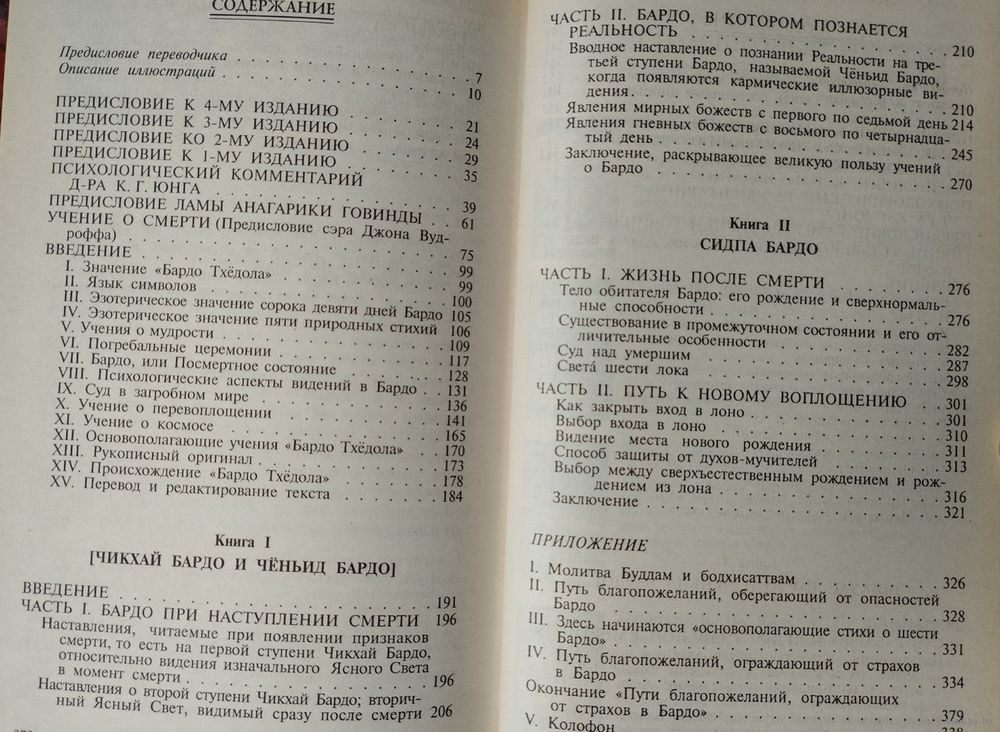 СОДЕРЖАНИЕ
Предисловие переводчика . . . 7
Описание иллюстраций . . . 10
ПРЕДИСЛОВИЕ К 4-МУ ИЗДАНИЮ . . . 21
ПРЕДИСЛОВИЕ К 3-МУ ИЗДАНИЮ . . . 24
ПРЕДИСЛОВИЕ КО 2-МУ ИЗДАНИЮ . . . 29
ПРЕДИСЛОВИЕ К 1-МУ ИЗДАНИЮ . . . 35
ПСИХОЛОГИЧЕСКИЙ КОММЕНТАРИЙ
Д-РА К. Г. ЮНГА . . . 39
ПРЕДИСЛОВИЕ ЛАМЫ АНАГАРИКИ ГОВИНДЫ . . 61
УЧЕНИЕ О СМЕРТИ (Предисловие сэра Джона Вуд-
роффа) . . . 75
ВВЕДЕНИЕ . . . 99
I. Значение «Бардо Тхёдола» . . . 99
II. Язык символов . . . 100
III. Эзотерическое значение сорока девяти дней Бардо 105
IV. Эзотерическое значение пяти природных стихий 106
V. Учения о мудрости . . . 109
VI. Погребальные церемонии . . . 117
VII. Бардо, или Посмертное состояние . . . 128
VIII. Психологические аспекты видений в Бардо . . 131
IX. Суд в загробном мире . . . 136
X. Учение о перевоплощении . . . 141
XI. Учение о космосе . . . 165
XII. Основополагающие учения «Бардо Тхёдола» . . 170
XIII. Рукописный оригинал . . . 173
XIV. Происхождение «Бардо Тхёдола» . . . 178
XV. Перевод и редактирование текста . . . 184
Книга I
[ЧИКХАЙ БАРДО И ЧЁНЬИД БАРДО]
ВВЕДЕНИЕ . . . 191
ЧАСТЬ I. БАРДО ПРИ НАСТУПЛЕНИИ СМЕРТИ 196
Наставления, читаемые при появлении признаков
смерти, то есть на первой ступени Чикхай Бардо,
относительно видения изначального Ясного Света
в момент смерти . . . 196
Наставления о второй ступени Чикхай Бардо; вторич-
ный Ясный Свет, видимый сразу после смерти 206
ЧАСТЬ II. БАРДО, В КОТОРОМ ПОЗНАЕТСЯ
РЕАЛЬНОСТЬ . . . 210
Вводное наставление о познании Реальности на тре-
тьей ступени Бардо, называемой Чёньид Бардо,
когда появляются кармические иллюзорные ви-
дения . . . 210
Явления мирных божеств с первого по седьмой день 214
Явления гневных божеств с восьмого по четырнадца-
тый день . . . 245
Заключение, раскрывающее великую пользу учений
о Бардо . . . 270
Книга II
СИДПА БАРДО
ЧАСТЬ I. ЖИЗНЬ ПОСЛЕ СМЕРТИ . . . 276
Тело обитателя Бардо: его рождение и сверхнормаль-
ные способности . . . 276
Существование в промежуточном состоянии и его от-
личительные особенности . . . 282
Суд над умершим . . . 287
Светá шести лока . . . 298
ЧАСТЬ II. ПУТЬ К НОВОМУ ВОПЛОЩЕНИЮ . . 301
Как закрыть вход в лоно . . . 301
Выбор входа в лоно . . . 310
Видение места нового рождения . . . 311
Способ защиты от духов-мучителей . . . 313
Выбор между сверхъестественным рождением и рож-
дением из лона . . . 316
Заключение . . . 321
ПРИЛОЖЕНИЕ
I. Молитва Буддам и бодхисаттвам . . . 326
II. Путь благопожеланий, оберегающий от опасностей
Бардо . . . 328
III. Здесь начинаются «основополагающие стихи о шести
Бардо» . . . 331
IV. Путь благопожеланий, ограждающий от страхов
в Бардо . . . 334
Окончание «Пути благопожеланий, ограждающих
от страхов в Бардо» . . . 379
V. Колофон . . .